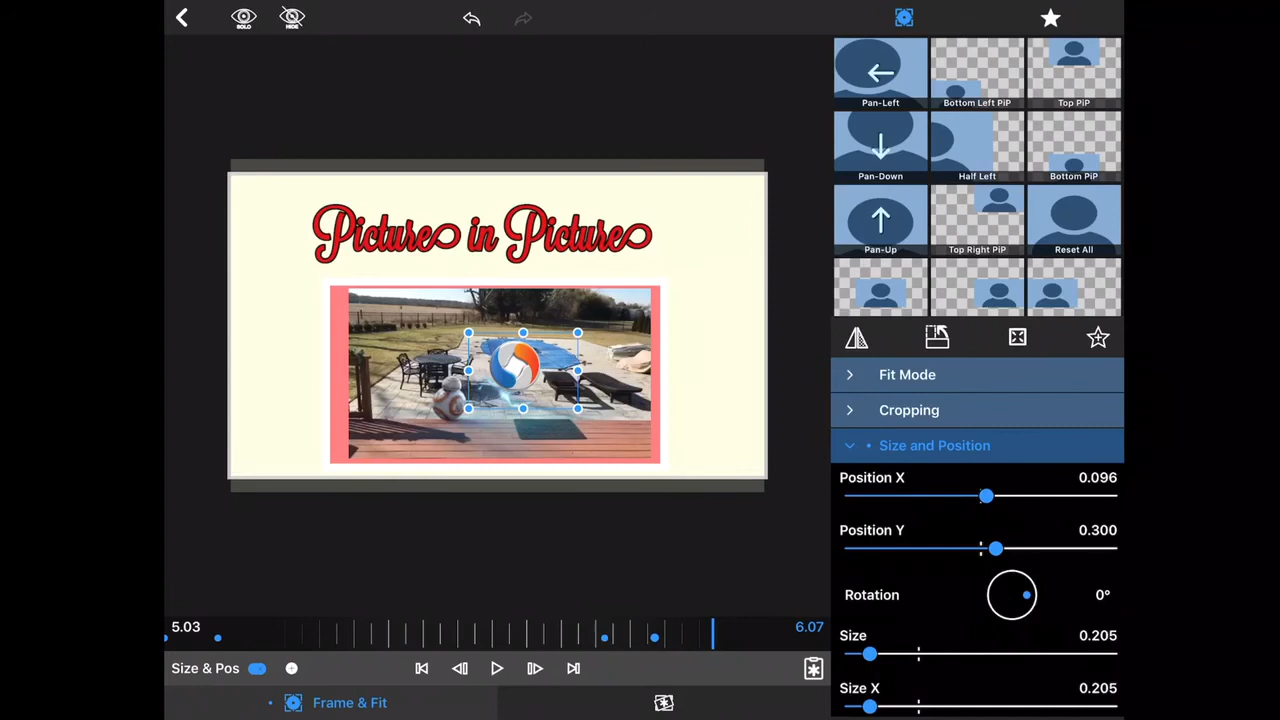 SOLO
HIDE
Pan-Left
Bottom Left PiP
Top PiP
Pan-Down
Half Left
Bottom PiP
Pan-Up
Top Right PiP
Reset All
Picture in Picture
Fit Mode
Cropping
Size and Position
Position X
0.096
Position Y
0.300
Rotation
0°
Size
0.205
Size X
0.205
5.03
6.07
Size & Pos
Frame & Fit